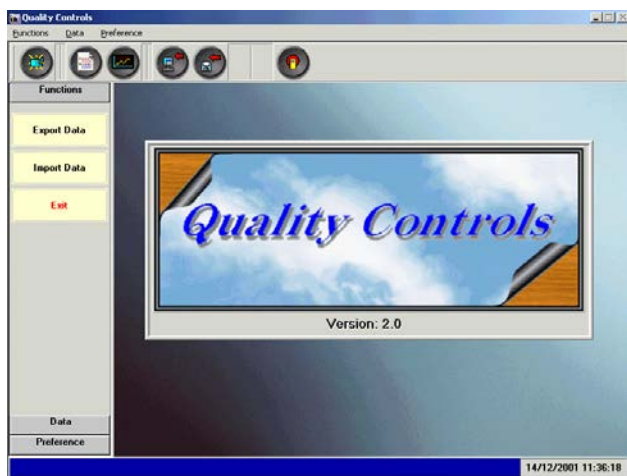 Quality Controls
Functions Data Preference
Functions
Export Data
Import Data
Exit
Quality Controls
Version: 2.0
Data
Preference
14/12/2001 11:36:18